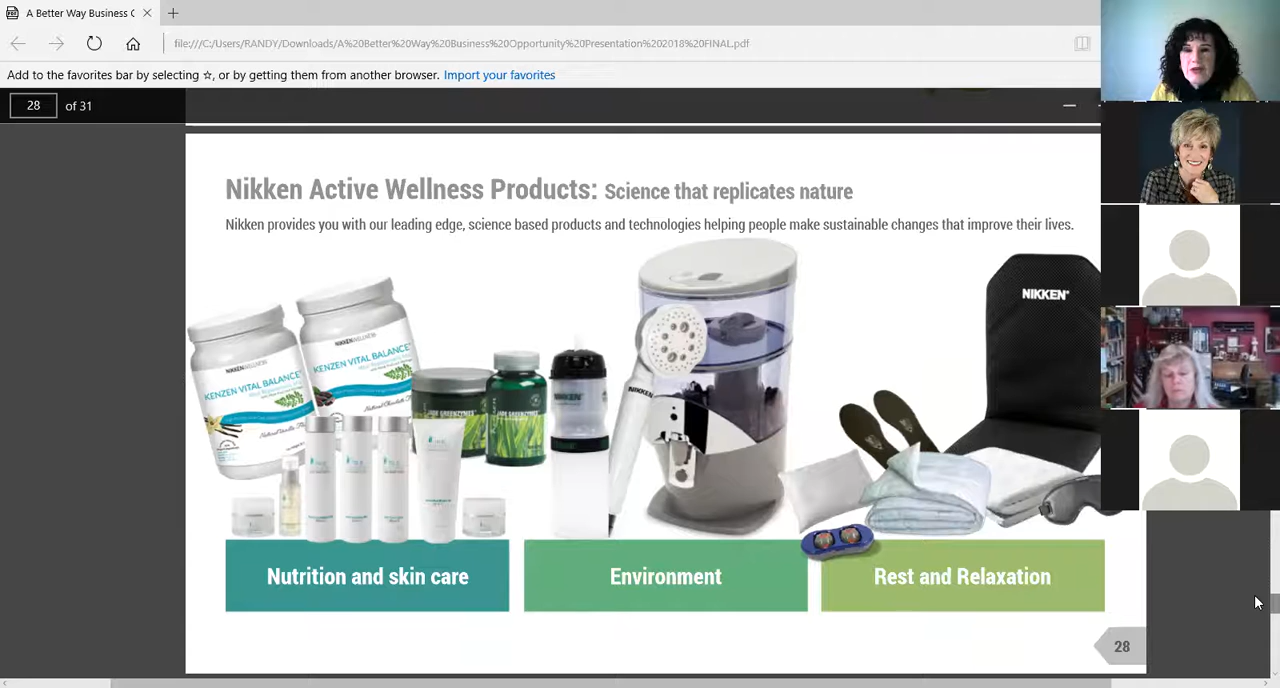 A Better Way Business O
file:///C:/Users/RANDY/Downloads/A%20Better%20Way%20Business%20Opportunity%20Presentation%202018%20FINAL.pdf
Add to the favorites bar by selecting ☆, or by getting them from another browser. Import your favorites
28 of 31
Nikken Active Wellness Products: Science that replicates nature
Nikken provides you with our leading edge, science based products and technologies helping people make sustainable changes that improve their lives.
NIKKEN
KENZEN VITAL BALANCE
KENZEN VITAL BALANCE
NIKKEN
NIKKEN
Nutrition and skin care
Environment
Rest and Relaxation
28